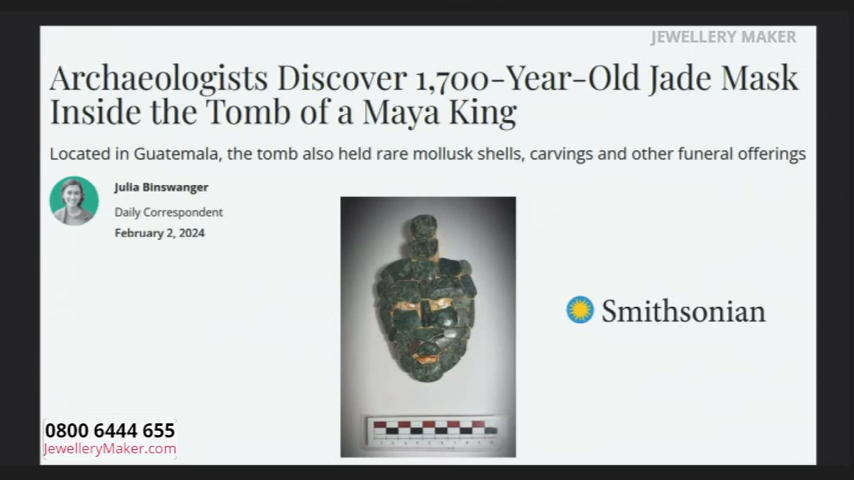 JEWELLERY MAKER
Archaeologists Discover 1,700-Year-Old Jade Mask
Inside the Tomb of a Maya King
Located in Guatemala, the tomb also held rare mollusk shells, carvings and other funeral offerings
Julia Binswanger
Daily Correspondent
February 2, 2024
Smithsonian
0800 6444 655
JewelleryMaker.com